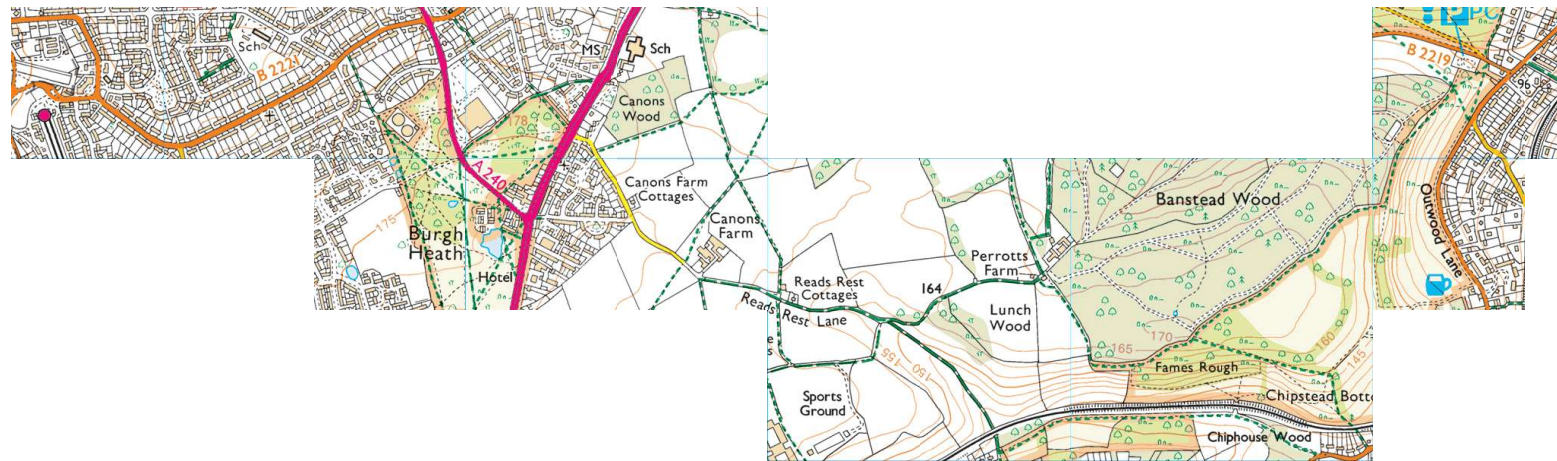 PC
B 2219
96
Sch
B 2221
MS
Sch
178
Canons
Wood
A 240
175
Burgh
Heath
Hotel
Canons Farm
Cottages
Canons
Farm
Banstead Wood
Outwood Lane
Perrotts
Farm
Reads Rest
Cottages
Reads Rest Lane
164
Lunch
Wood
165
170
160
145
155
150
Fames Rough
Sports
Ground
Chipstead Botto
Chiphouse Wood